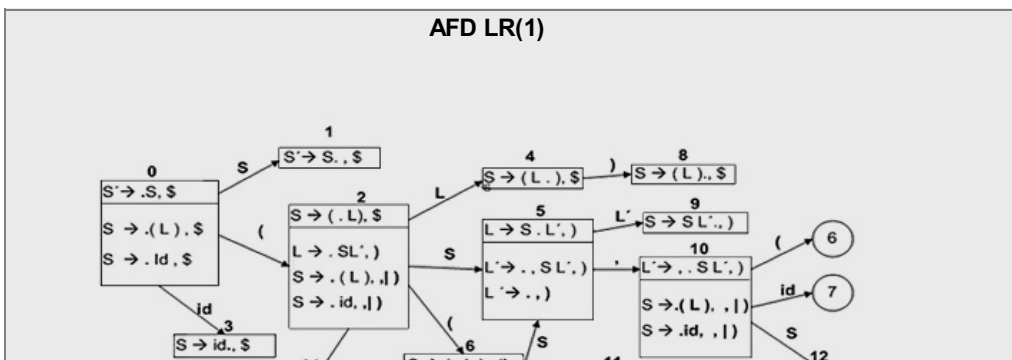 AFD LR(1)
1
S´→ S. , $
0
S
S´→ .S, $
S → .( L ) , $
S → . Id , $
(
id
3
S → id., $
2
S → ( . L), $
L → . SL´, )
S → . ( L) , ,| )
S → . id, ,| )
L
S
(
6
4
S → ( L . ), $
)
8
S → ( L )., $
5
L → S . L´, )
L´→ . , S L´, )
L ´→ . , )
L´
9
S → S L´., )
,
10
L´→ , . S L´, )
S →.( L), , | )
S → .id, , | )
(
6
id
7
S
12
S
11